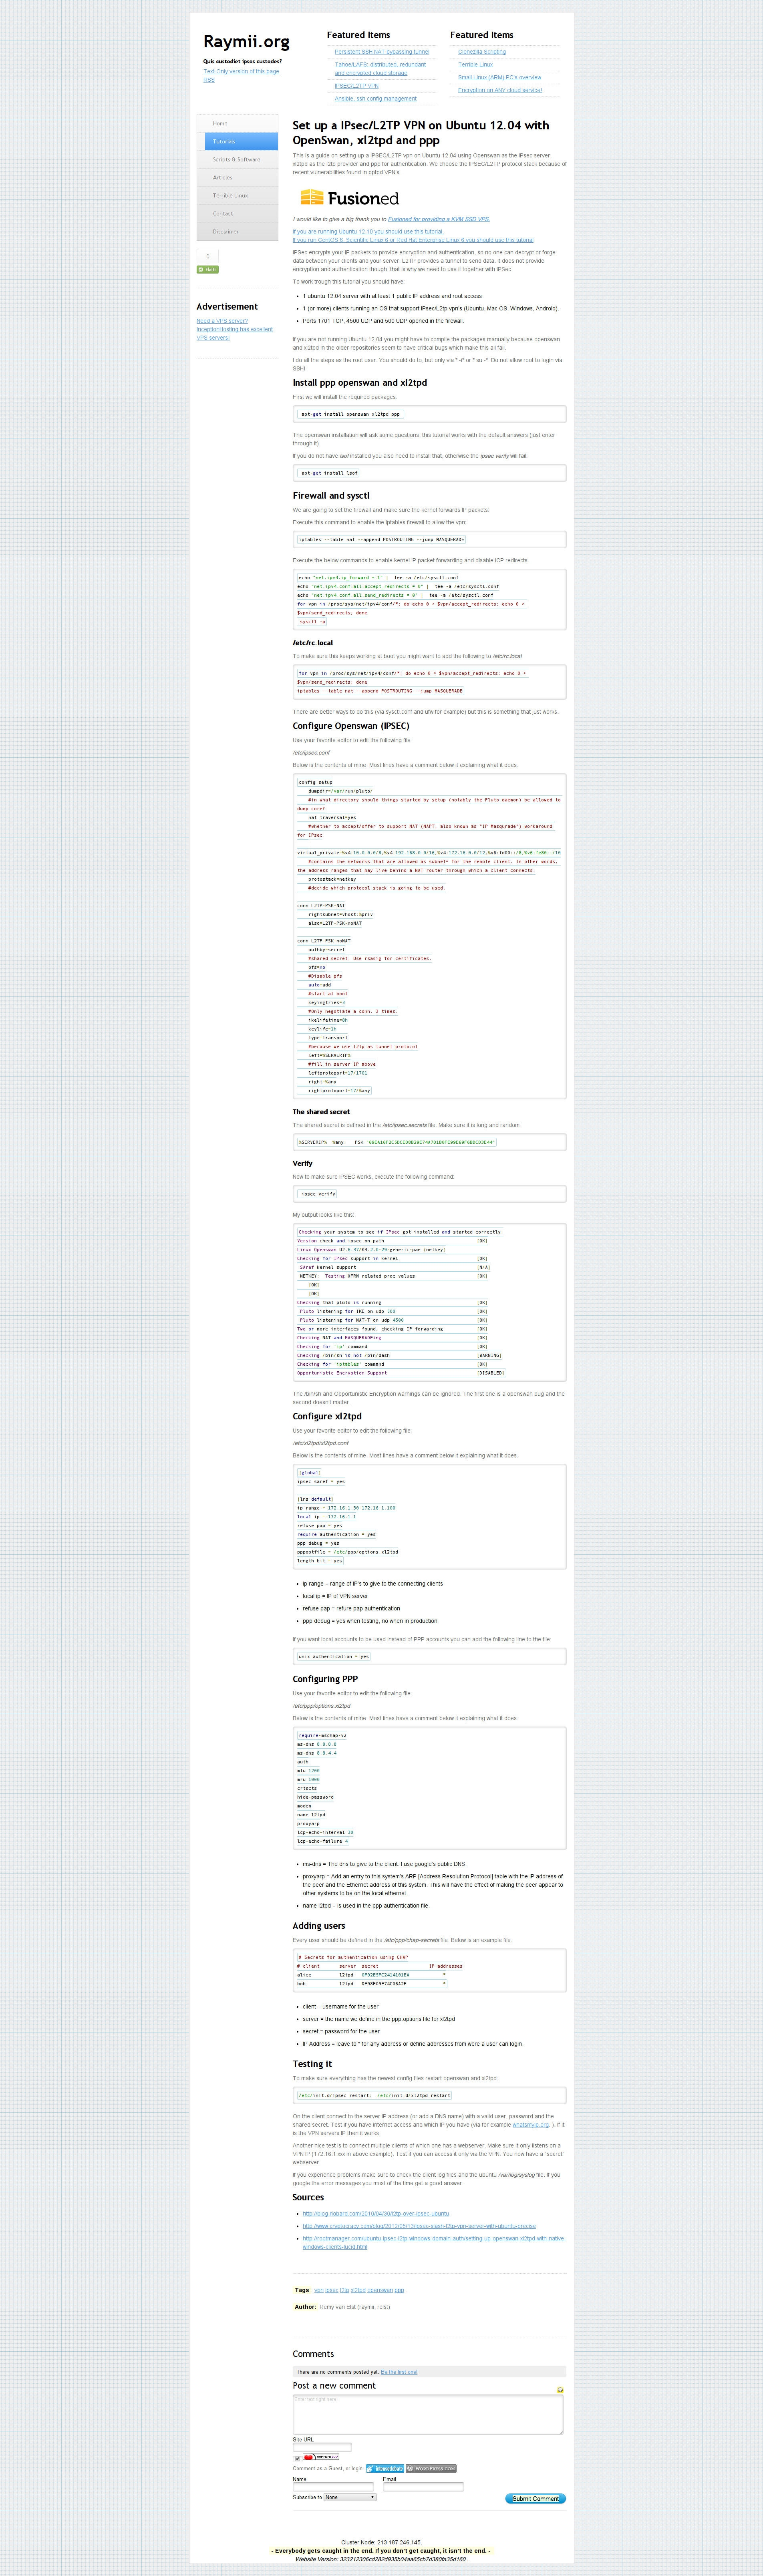 Raymii.org
Quis custodiet ipsos custodes?
Text-Only version of this page
RSS
Featured Items
Persistent SSH NAT bypassing tunnel
Tahoe/LAFS: distributed, redundant
and encrypted cloud storage
IPSEC/L2TP VPN
Ansible, ssh config management
Featured Items
Clonezilla Scripting
Terrible Linux
Small Linux (ARM) PC's overview
Encryption on ANY cloud service!
Home
Tutorials
Scripts & Software
Articles
Terrible Linux
Contact
Disclaimer
0
Flattr
Advertisement
Need a VPS server?
InceptionHosting has excellent
VPS servers!
Set up a IPsec/L2TP VPN on Ubuntu 12.04 with
OpenSwan, xl2tpd and ppp
This is a guide on setting up a IPSEC/L2TP vpn on Ubuntu 12.04 using Openswan as the IPsec server,
xl2tpd as the l2tp provider and ppp for authentication. We choose the IPSEC/L2TP protocol stack because of
recent vulnerabilities found in pptpd VPN's.
Fusioned
I would like to give a big thank you to Fusioned for providing a KVM SSD VPS.
If you are running Ubuntu 12.10 you should use this tutorial.
If you run CentOS 6, Scientific Linux 6 or Red Hat Enterprise Linux 6 you should use this tutorial
IPSec encrypts your IP packets to provide encryption and authentication, so no one can decrypt or forge
data between your clients and your server. L2TP provides a tunnel to send data. It does not provide
encryption and authentication though, that is why we need to use it together with IPSec.
To work trough this tutorial you should have:
1 ubuntu 12.04 server with at least 1 public IP address and root access
1 (or more) clients running an OS that support IPsec/L2tp vpn's (Ubuntu, Mac OS, Windows, Android).
Ports 1701 TCP, 4500 UDP and 500 UDP opened in the firewall.
If you are not running Ubuntu 12.04 you might have to compile the packages manually because openswan
and xl2tpd in the older repositories seem to have critical bugs which make this all fail.
I do all the steps as the root user. You should do to, but only via " -i" or " su -". Do not allow root to login via
SSH!
Install ppp openswan and xl2tpd
First we will install the required packages:
apt-get install openswan xl2tpd ppp
The openswan installation will ask some questions, this tutorial works with the default answers (just enter
through it).
If you do not have lsof installed you also need to install that, otherwise the ipsec verify will fail:
apt-get install lsof
Firewall and sysctl
We are going to set the firewall and make sure the kernel forwards IP packets:
Execute this command to enable the iptables firewall to allow the vpn:
iptables --table nat --append POSTROUTING --jump MASQUERADE
Execute the below commands to enable kernel IP packet forwarding and disable ICP redirects.
echo "net.ipv4.ip_forward = 1" |  tee -a /etc/sysctl.conf
echo "net.ipv4.conf.all.accept_redirects = 0" |  tee -a /etc/sysctl.conf
echo "net.ipv4.conf.all.send_redirects = 0" |  tee -a /etc/sysctl.conf
for vpn in /proc/sys/net/ipv4/conf/*; do echo 0 > $vpn/accept_redirects; echo 0 >
$vpn/send_redirects; done
sysctl -p
/etc/rc.local
To make sure this keeps working at boot you might want to add the following to /etc/rc.local:
for vpn in /proc/sys/net/ipv4/conf/*; do echo 0 > $vpn/accept_redirects; echo 0 >
$vpn/send_redirects; done
iptables --table nat --append POSTROUTING --jump MASQUERADE
There are better ways to do this (via sysctl.conf and ufw for example) but this is something that just works.
Configure Openswan (IPSEC)
Use your favorite editor to edit the following file:
/etc/ipsec.conf
Below is the contents of mine. Most lines have a comment below it explaining what it does.
config setup
dumpdir=/var/run/pluto/
#in what directory should things started by setup (notably the Pluto daemon) be allowed to
dump core?
nat_traversal=yes
#whether to accept/offer to support NAT (NAPT, also known as "IP Masqurade") workaround
for IPsec
virtual_private=%v4:10.0.0.0/8,%v4:192.168.0.0/16,%v4:172.16.0.0/12,%v6:fd00::/8,%v6:fe80::/10
#contains the networks that are allowed as subnet= for the remote client. In other words,
the address ranges that may live behind a NAT router through which a client connects.
protostack=netkey
#decide which protocol stack is going to be used.
conn L2TP-PSK-NAT
rightsubnet=vhost:%priv
also=L2TP-PSK-noNAT
conn L2TP-PSK-noNAT
authby=secret
#shared secret. Use rsasig for certificates.
pfs=no
#Disable pfs
auto=add
#start at boot
keyingtries=3
#Only negotiate a conn. 3 times.
ikelifetime=8h
keylife=1h
type=transport
#because we use l2tp as tunnel protocol
left=%SERVERIP%
#fill in server IP above
leftprotoport=17/1701
right=%any
rightprotoport=17/%any
The shared secret
The shared secret is defined in the /etc/ipsec.secrets file. Make sure it is long and random:
%SERVERIP%  %any:   PSK "69EA16F2C5DCED8B29E74A7D1B0FE99E69F6BDCD3E44"
Verify
Now to make sure IPSEC works, execute the following command:
ipsec verify
My output looks like this:
Checking your system to see if IPsec got installed and started correctly:
Version check and ipsec on-path [OK]
Linux Openswan U2.6.37/K3.2.0-29-generic-pae (netkey)
Checking for IPsec support in kernel [OK]
SAref kernel support [N/A]
NETKEY:  Testing XFRM related proc values [OK]
[OK]
[OK]
Checking that pluto is running [OK]
Pluto listening for IKE on udp 500 [OK]
Pluto listening for NAT-T on udp 4500 [OK]
Two or more interfaces found, checking IP forwarding [OK]
Checking NAT and MASQUERADEing [OK]
Checking for 'ip' command [OK]
Checking /bin/sh is not /bin/dash [WARNING]
Checking for 'iptables' command [OK]
Opportunistic Encryption Support [DISABLED]
The /bin/sh and Opportunistic Encryption warnings can be ignored. The first one is a openswan bug and the
second doesn't matter.
Configure xl2tpd
Use your favorite editor to edit the following file:
/etc/xl2tpd/xl2tpd.conf
Below is the contents of mine. Most lines have a comment below it explaining what it does.
[global]
ipsec saref = yes
[lns default]
ip range = 172.16.1.30-172.16.1.100
local ip = 172.16.1.1
refuse pap = yes
require authentication = yes
ppp debug = yes
pppoptfile = /etc/ppp/options.xl2tpd
length bit = yes
ip range = range of IP's to give to the connecting clients
local ip = IP of VPN server
refuse pap = refure pap authentication
ppp debug = yes when testing, no when in production
If you want local accounts to be used instead of PPP accounts you can add the following line to the file:
unix authentication = yes
Configuring PPP
Use your favorite editor to edit the following file:
/etc/ppp/options.xl2tpd
Below is the contents of mine. Most lines have a comment below it explaining what it does.
require-mschap-v2
ms-dns 8.8.8.8
ms-dns 8.8.4.4
auth
mtu 1200
mru 1000
crtscts
hide-password
modem
name l2tpd
proxyarp
lcp-echo-interval 30
lcp-echo-failure 4
ms-dns = The dns to give to the client. I use google's public DNS.
proxyarp = Add an entry to this system's ARP [Address Resolution Protocol] table with the IP address of
the peer and the Ethernet address of this system. This will have the effect of making the peer appear to
other systems to be on the local ethernet.
name l2tpd = is used in the ppp authentication file.
Adding users
Every user should be defined in the /etc/ppp/chap-secrets file. Below is an example file.
# Secrets for authentication using CHAP
# client       server  secret                  IP addresses
alice          l2tpd   0F92E5FC2414101EA            *
bob            l2tpd   DF98F09F74C06A2F             *
client = username for the user
server = the name we define in the ppp.options file for xl2tpd
secret = password for the user
IP Address = leave to * for any address or define addresses from were a user can login.
Testing it
To make sure everything has the newest config files restart openswan and xl2tpd:
/etc/init.d/ipsec restart;  /etc/init.d/xl2tpd restart
On the client connect to the server IP address (or add a DNS name) with a valid user, password and the
shared secret. Test if you have internet access and which IP you have (via for example whatsmyip.org. ). If it
is the VPN servers IP then it works.
Another nice test is to connect multiple clients of which one has a webserver. Make sure it only listens on a
VPN IP (172.16.1.xxx in above example). Test if you can access it only via the VPN. You now have a "secret"
webserver.
If you experience problems make sure to check the client log files and the ubuntu /var/log/syslog file. If you
google the error messages you most of the time get a good answer.
Sources
http://blog.riobard.com/2010/04/30/l2tp-over-ipsec-ubuntu
http://www.cryptocracy.com/blog/2012/05/13/ipsec-slash-l2tp-vpn-server-with-ubuntu-precise
http://rootmanager.com/ubuntu-ipsec-l2tp-windows-domain-auth/setting-up-openswan-xl2tpd-with-native-
windows-clients-lucid.html
Tags: vpn ipsec l2tp xl2tpd openswan ppp
Author: Remy van Elst (raymii, relst)
Comments
There are no comments posted yet. Be the first one!
Post a new comment
Enter text right here!
Site URL
Comment as a Guest, or login: intensedebate WORDPRESS.COM
Name Email
Subscribe to None
Submit Comment
Cluster Node: 213.187.246.145.
- Everybody gets caught in the end. If you don't get caught, it isn't the end. -
Website Version: 323212306cd282d935b04aa65cb7d380fa35d160 .